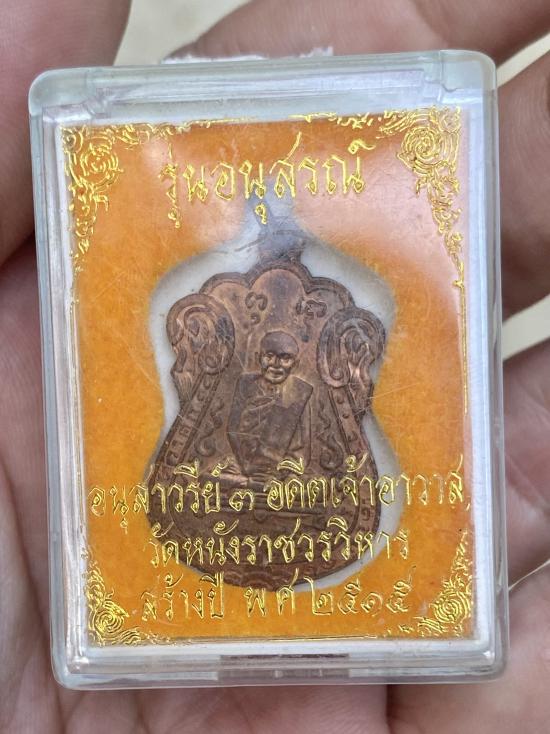 รุ่นอนุสรณ์
อนุสาวรีย์ ๓ อดีตเจ้าอาวาส
วัดหนังราชวรวิหาร
สร้างปี พ ศ ๒๕๑๕